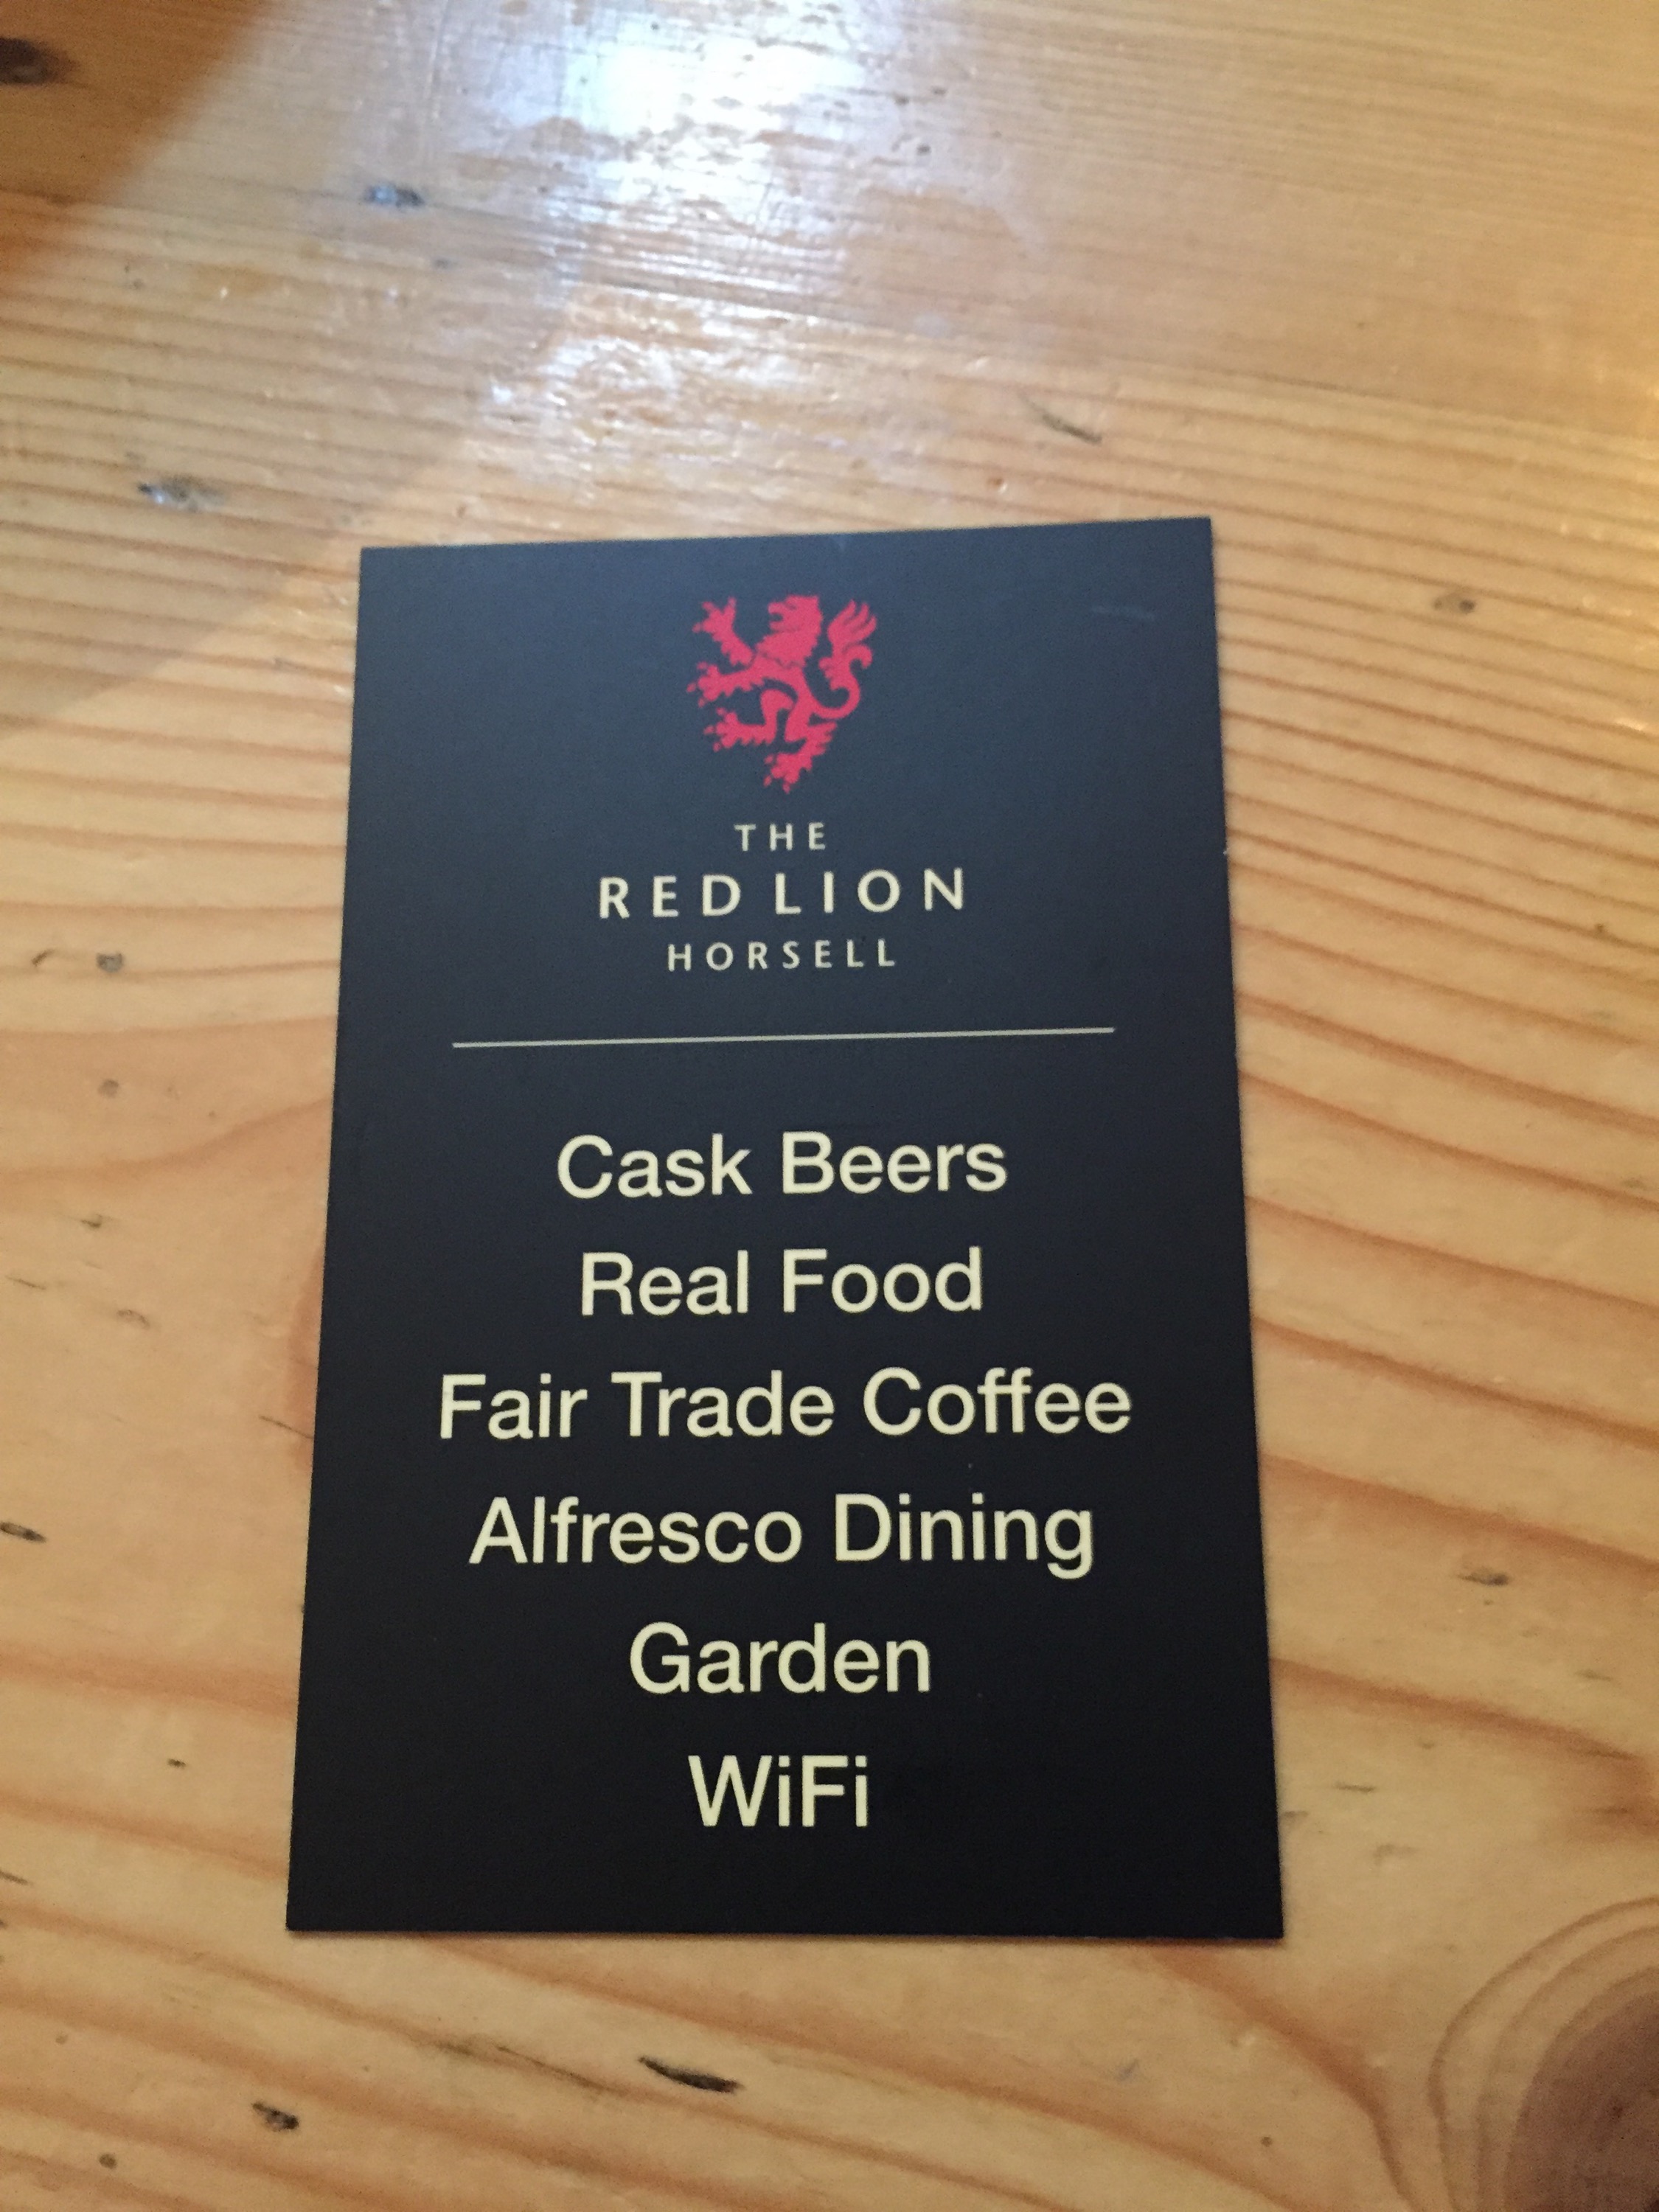 THE
RED LION
HORSELL
Cask Beers
Real Food
Fair Trade Coffee
Alfresco Dining
Garden
WiFi